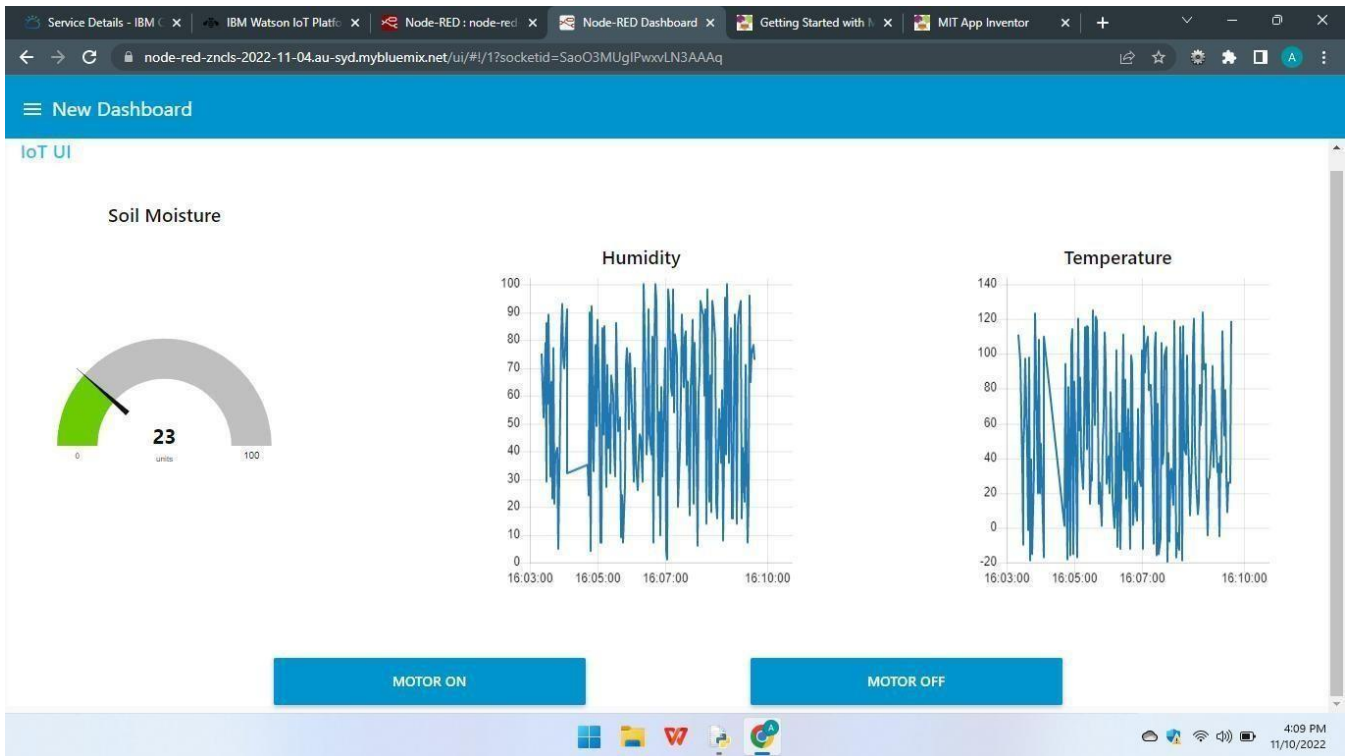 Service Details - IBM C
IBM Watson IoT Platfo
Node-RED : node-red
Node-RED Dashboard
Getting Started with
MIT App Inventor
node-red-zncls-2022-11-04.au-syd.mybluemix.net/ui/#!/1?socketid=SaoO3MUgIPwxvLN3AAAq
A
New Dashboard
IoT UI
Soil Moisture
23
units
0
100
Humidity
100
90
80
70
60
50
40
30
20
10
0
16:03:00 16:05:00 16:07:00 16:10:00
Temperature
140
120
100
80
60
40
20
0
-20
16:03:00 16:05:00 16:07:00 16:10:00
MOTOR ON
MOTOR OFF
4:09 PM
11/10/2022